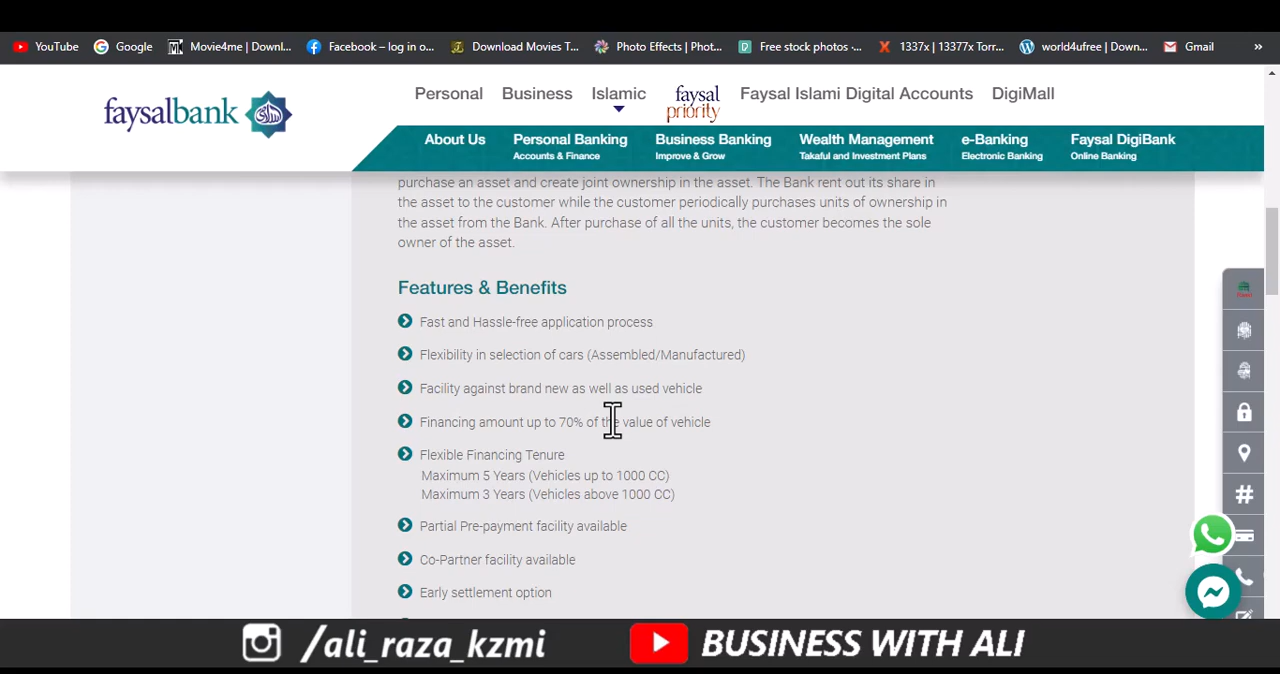 YouTube
Google
Movie4me | Downl...
Facebook – log in o...
Download Movies T...
Photo Effects | Phot...
Free stock photos -...
1337x | 13377x Torr...
world4ufree | Down...
Gmail
»
faysalbank
Personal
Business
Islamic
faysal
priority
Faysal Islami Digital Accounts
DigiMall
About Us
Personal Banking
Accounts & Finance
Business Banking
Improve & Grow
Wealth Management
Takaful and Investment Plans
e-Banking
Electronic Banking
Faysal DigiBank
Online Banking
purchase an asset and create joint ownership in the asset. The Bank rent out its share in
the asset to the customer while the customer periodically purchases units of ownership in
the asset from the Bank. After purchase of all the units, the customer becomes the sole
owner of the asset.
Features & Benefits
Fast and Hassle-free application process
Flexibility in selection of cars (Assembled/Manufactured)
Facility against brand new as well as used vehicle
Financing amount up to 70% of the value of vehicle
Flexible Financing Tenure
Maximum 5 Years (Vehicles up to 1000 CC)
Maximum 3 Years (Vehicles above 1000 CC)
Partial Pre-payment facility available
Co-Partner facility available
Early settlement option
#
/ali_raza_kzmi
BUSINESS WITH ALI